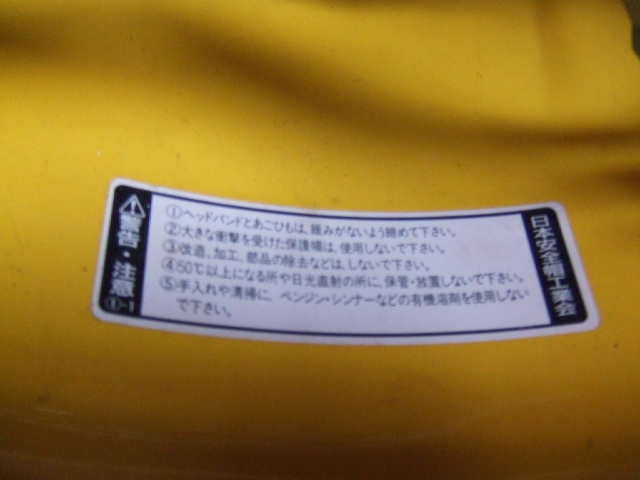 警告・注意
①-1
①ヘッドバンドとあごひもは、緩みがないよう締めて下さい。
②大きな衝撃を受けた保護帽は、使用しないで下さい。
③改造、加工、部品の除去などは、しないで下さい。
④50℃以上になる所や日光直射の所に、保管・放置しないで下さい。
⑤手入れや清掃に、ベンジン・シンナーなどの有機溶剤を使用しない
で下さい。
日本安全帽工業会